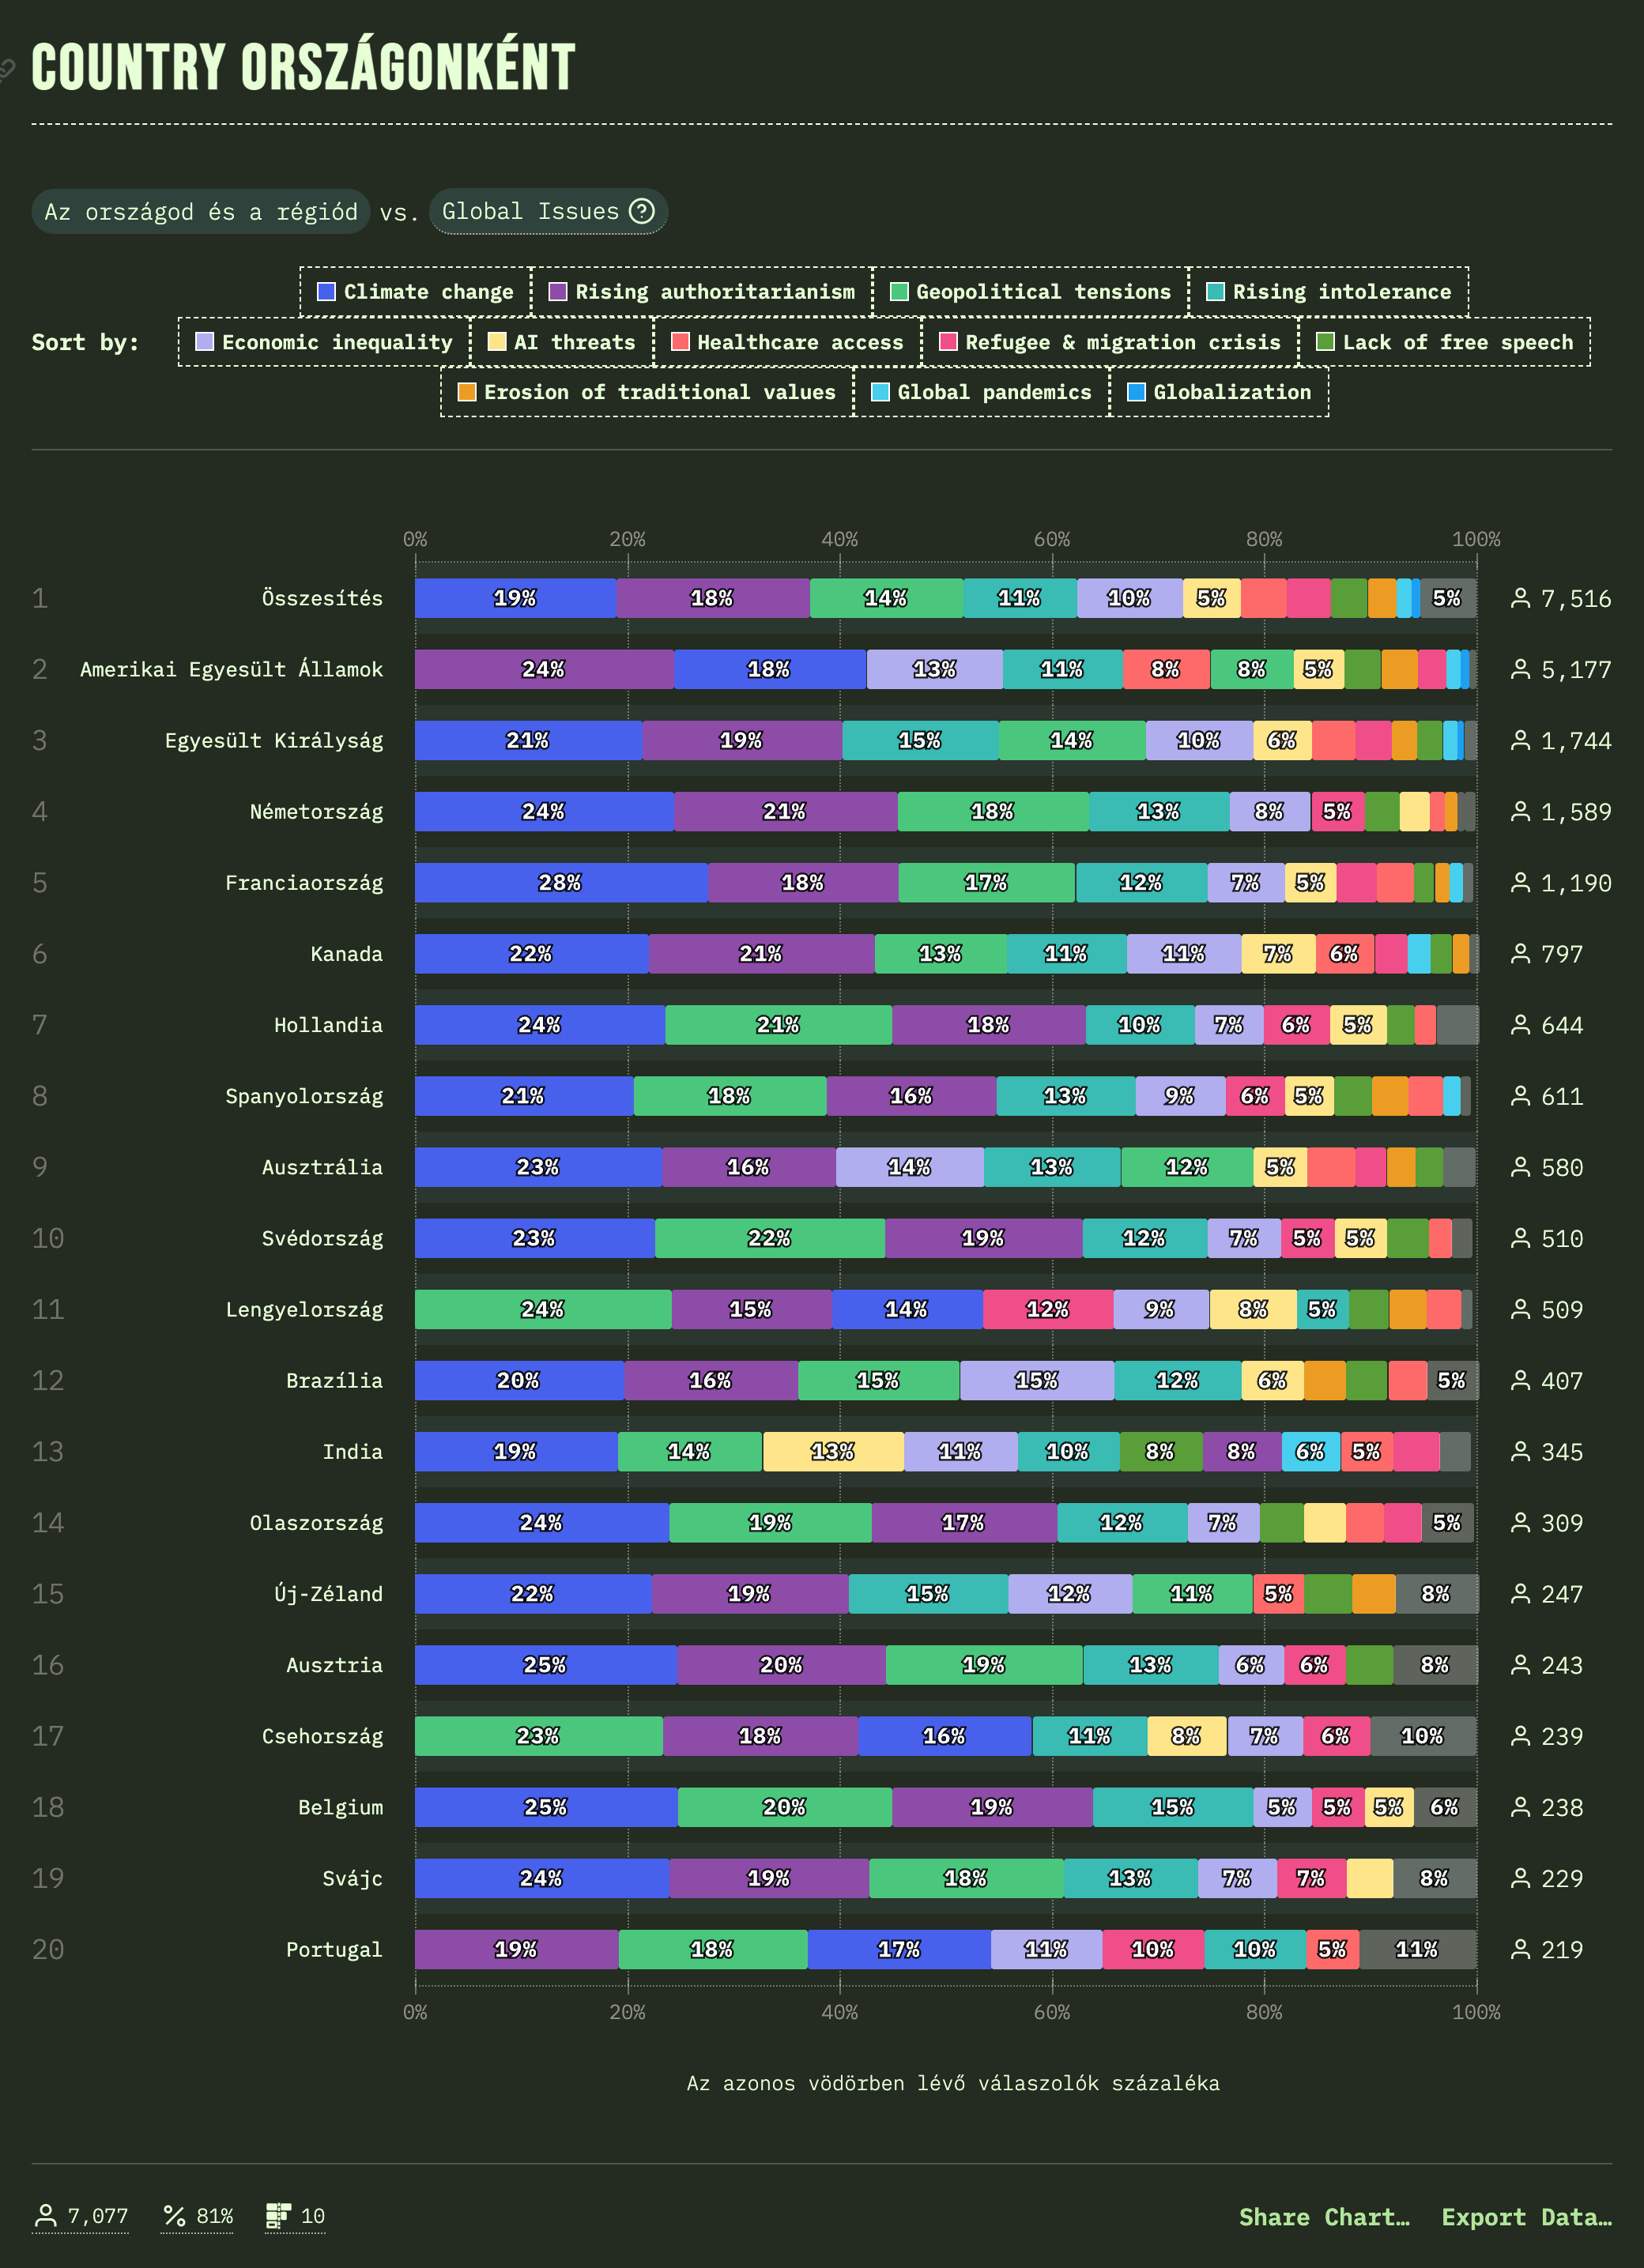 COUNTRY ORSZÁGONKÉNT
Az országod és a régiód vs. Global Issues ?
Climate change Rising authoritarianism Geopolitical tensions Rising intolerance
Sort by: Economic inequality AI threats Healthcare access Refugee & migration crisis Lack of free speech
Erosion of traditional values Global pandemics Globalization
0% 20% 40% 60% 80% 100%
1 Összesítés 19% 18% 14% 11% 10% 5% 5% 7,516
2 Amerikai Egyesült Államok 24% 18% 13% 11% 8% 8% 5% 5,177
3 Egyesült Királyság 21% 19% 15% 14% 10% 6% 1,744
4 Németország 24% 21% 18% 13% 8% 5% 1,589
5 Franciaország 28% 18% 17% 12% 7% 5% 1,190
6 Kanada 22% 21% 13% 11% 11% 7% 6% 797
7 Hollandia 24% 21% 18% 10% 7% 6% 5% 644
8 Spanyolország 21% 18% 16% 13% 9% 6% 5% 611
9 Ausztrália 23% 16% 14% 13% 12% 5% 580
10 Svédország 23% 22% 19% 12% 7% 5% 5% 510
11 Lengyelország 24% 15% 14% 12% 9% 8% 5% 509
12 Brazília 20% 16% 15% 15% 12% 6% 5% 407
13 India 19% 14% 13% 11% 10% 8% 8% 6% 5% 345
14 Olaszország 24% 19% 17% 12% 7% 5% 309
15 Új-Zéland 22% 19% 15% 12% 11% 5% 8% 247
16 Ausztria 25% 20% 19% 13% 6% 6% 8% 243
17 Csehország 23% 18% 16% 11% 8% 7% 6% 10% 239
18 Belgium 25% 20% 19% 15% 5% 5% 5% 6% 238
19 Svájc 24% 19% 18% 13% 7% 7% 8% 229
20 Portugal 19% 18% 17% 11% 10% 10% 5% 11% 219
0% 20% 40% 60% 80% 100%
Az azonos vödörben lévő válaszolók százaléka
7,077 81% 10 Share Chart… Export Data…